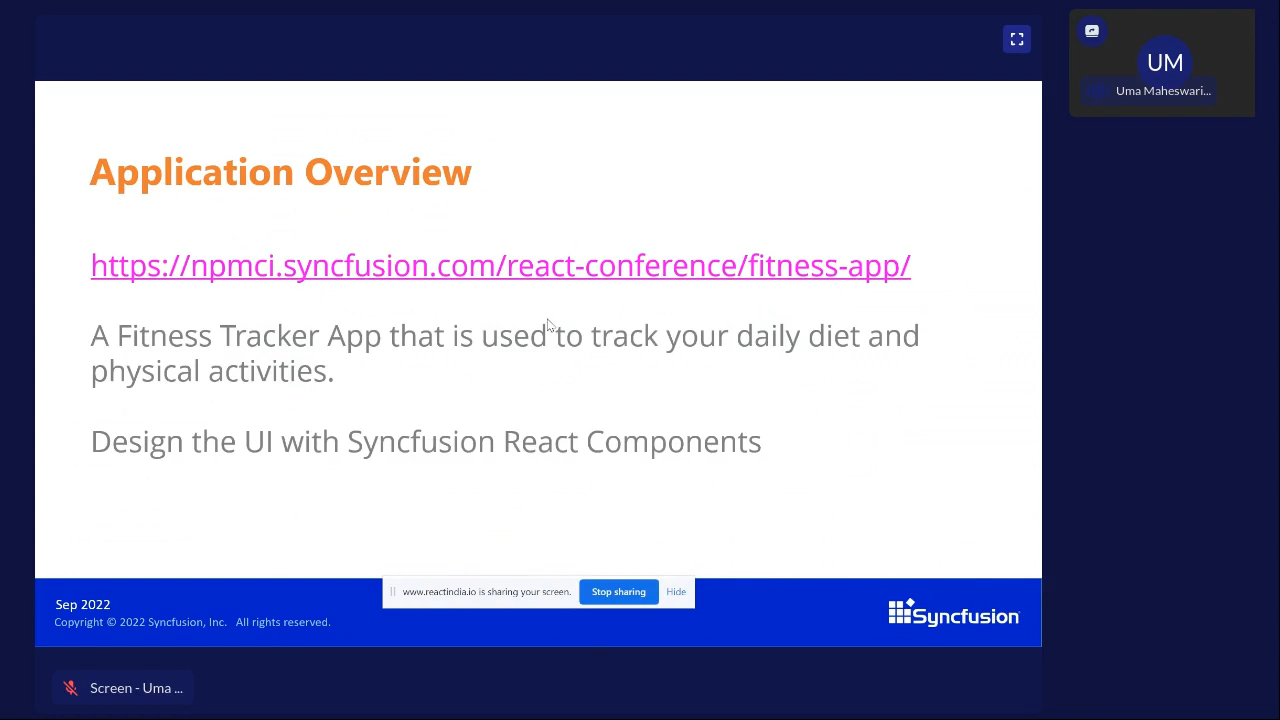 UM
Uma Maheswari...
Application Overview
https://npmci.syncfusion.com/react-conference/fitness-app/
A Fitness Tracker App that is used to track your daily diet and
physical activities.
Design the UI with Syncfusion React Components
www.reactindia.io is sharing your screen.
Stop sharing
Hide
Sep 2022
Copyright © 2022 Syncfusion, Inc. All rights reserved.
Syncfusion
Screen - Uma ...